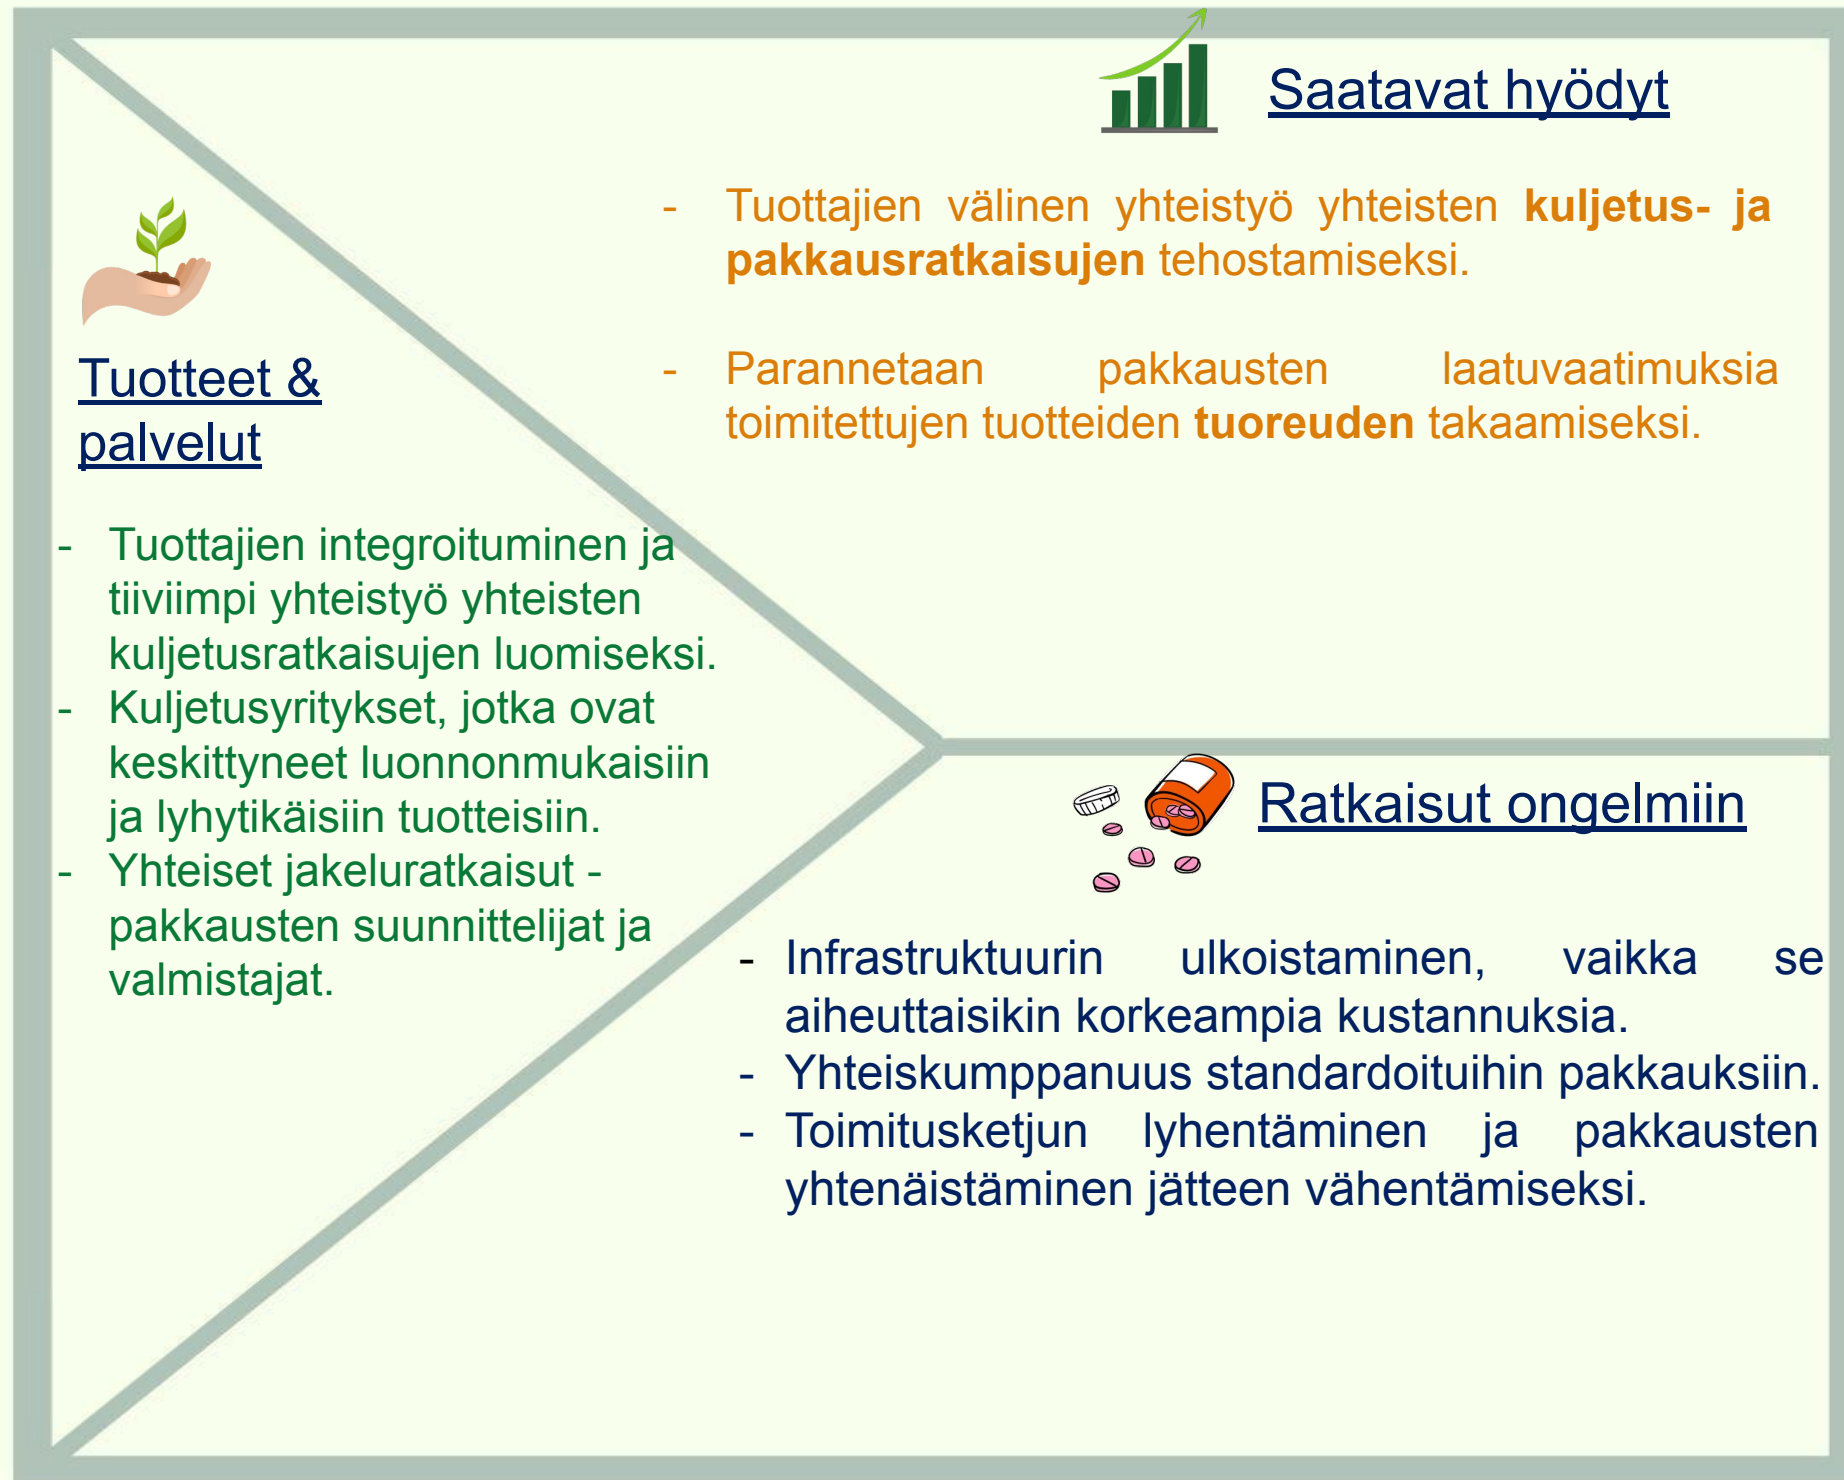 Saatavat hyödyt
- Tuottajien välinen yhteistyö yhteisten kuljetus- ja
pakkausratkaisujen tehostamiseksi.
- Parannetaan pakkausten laatuvaatimuksia
toimitettujen tuotteiden tuoreuden takaamiseksi.
Tuotteet &
palvelut
- Tuottajien integroituminen ja
tiiviimpi yhteistyö yhteisten
kuljetusratkaisujen luomiseksi.
- Kuljetusyritykset, jotka ovat
keskittyneet luonnonmukaisiin
ja lyhytikäisiin tuotteisiin.
- Yhteiset jakeluratkaisut -
pakkausten suunnittelijat ja
valmistajat.
Ratkaisut ongelmiin
- Infrastruktuurin ulkoistaminen, vaikka se
aiheuttaisikin korkeampia kustannuksia.
- Yhteiskumppanuus standardoituihin pakkauksiin.
- Toimitusketjun lyhentäminen ja pakkausten
yhtenäistäminen jätteen vähentämiseksi.